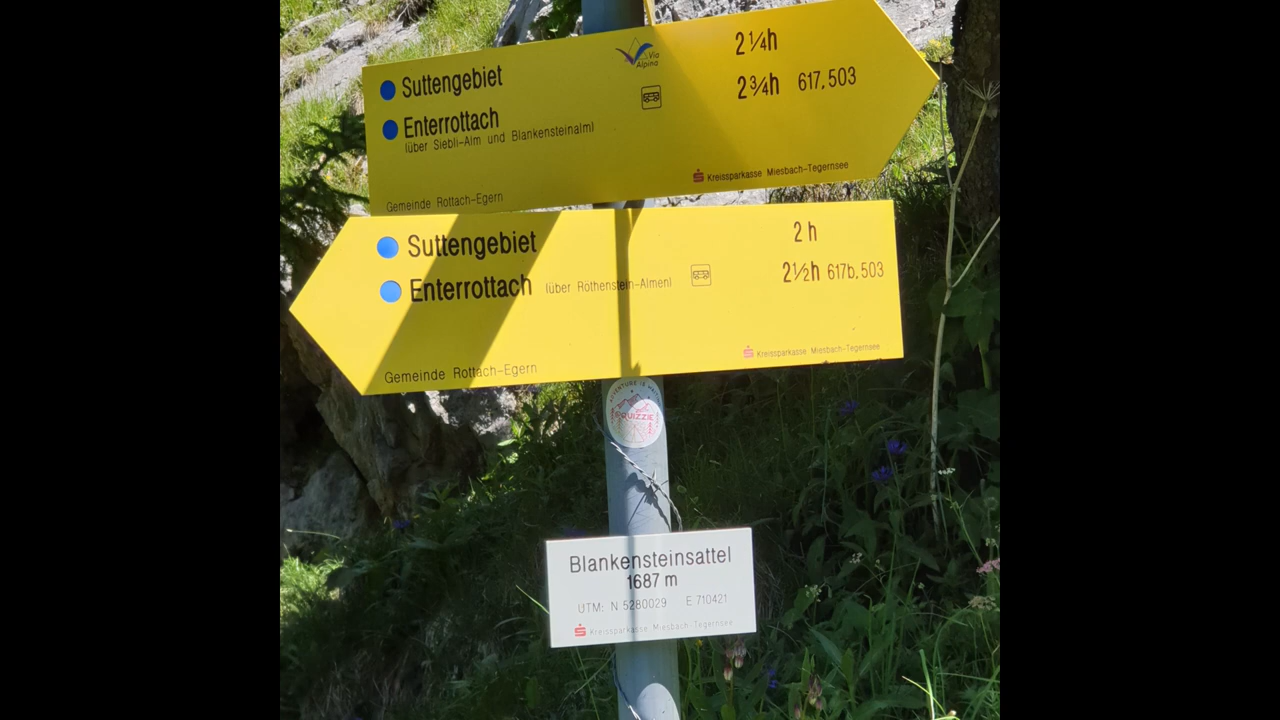 Via
Alpina
Suttengebiet 2¼h
Enterrottach 2¾h 617, 503
(über Siebli-Alm und Blankensteinalm)
Kreissparkasse Miesbach-Tegernsee
Gemeinde Rottach-Egern
Suttengebiet 2 h
Enterrottach (über Röthenstein-Almen) 2½h 617b, 503
Kreissparkasse Miesbach-Tegernsee
Gemeinde Rottach-Egern
QUIZZIE
Blankensteinsattel
1687 m
UTM: N 5280029 E 710421
Kreissparkasse Miesbach-Tegernsee